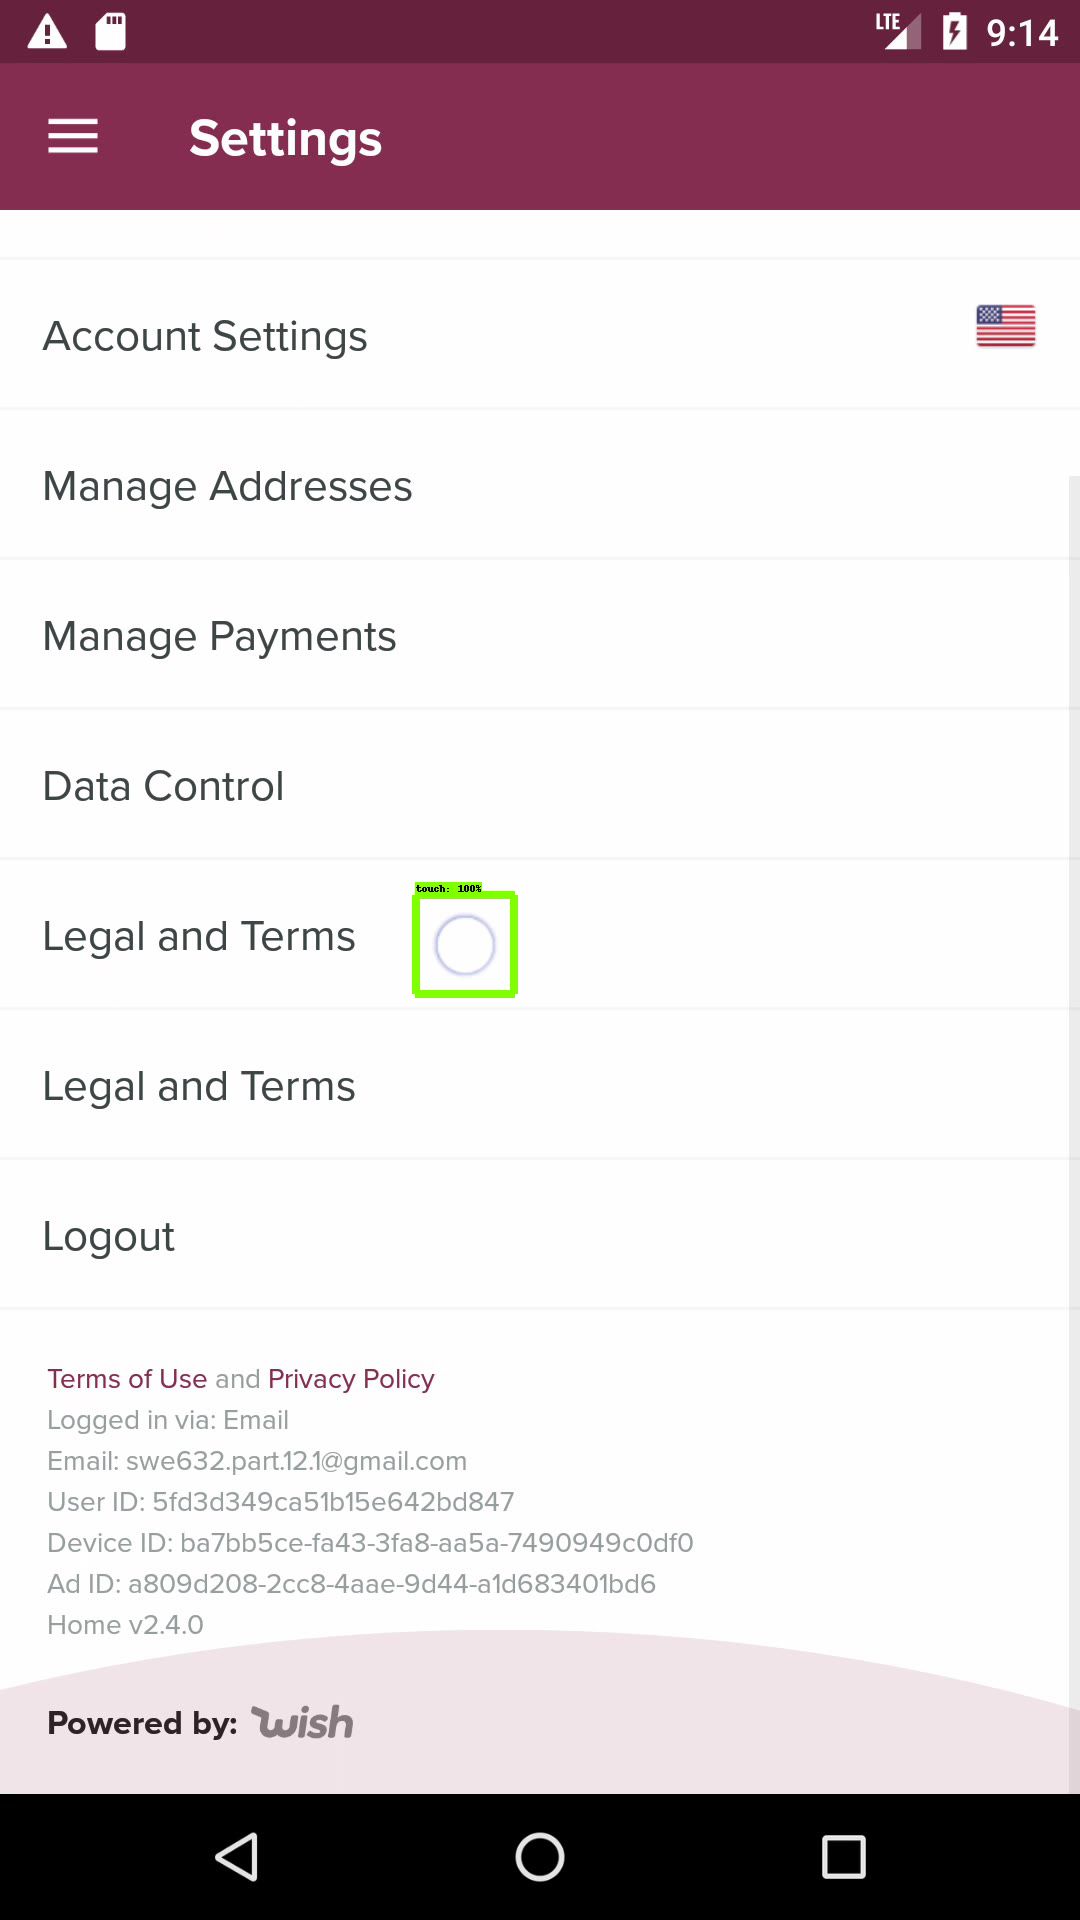 LTE 9:14
Settings
Account Settings
Manage Addresses
Manage Payments
Data Control
touch: 100%
Legal and Terms
Legal and Terms
Logout
Terms of Use and Privacy Policy
Logged in via: Email
Email: swe632.part.12.1@gmail.com
User ID: 5fd3d349ca51b15e642bd847
Device ID: ba7bb5ce-fa43-3fa8-aa5a-7490949c0df0
Ad ID: a809d208-2cc8-4aae-9d44-a1d683401bd6
Home v2.4.0
Powered by: wish